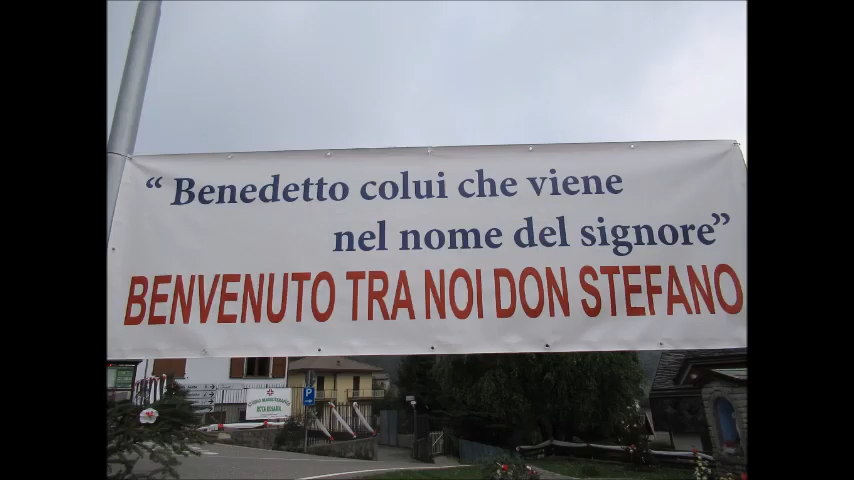 “ Benedetto colui che viene
nel nome del signore”
BENVENUTO TRA NOI DON STEFANO
P